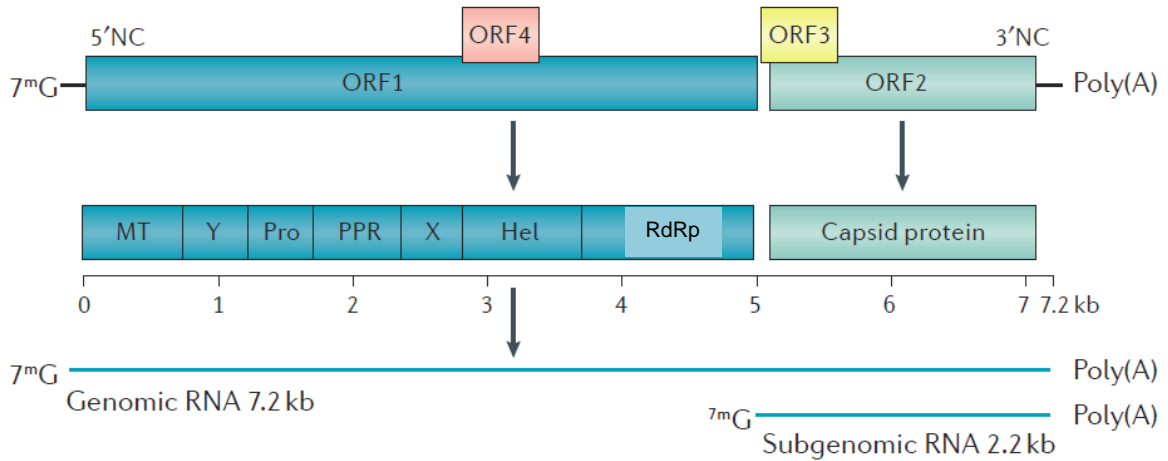 5′NC ORF4 ORF3 3′NC
7ᵐG ORF1 ORF2 Poly(A)
MT Y Pro PPR X Hel RdRp Capsid protein
0 1 2 3 4 5 6 7 7.2 kb
7ᵐG Poly(A)
Genomic RNA 7.2 kb
7ᵐG Poly(A)
Subgenomic RNA 2.2 kb